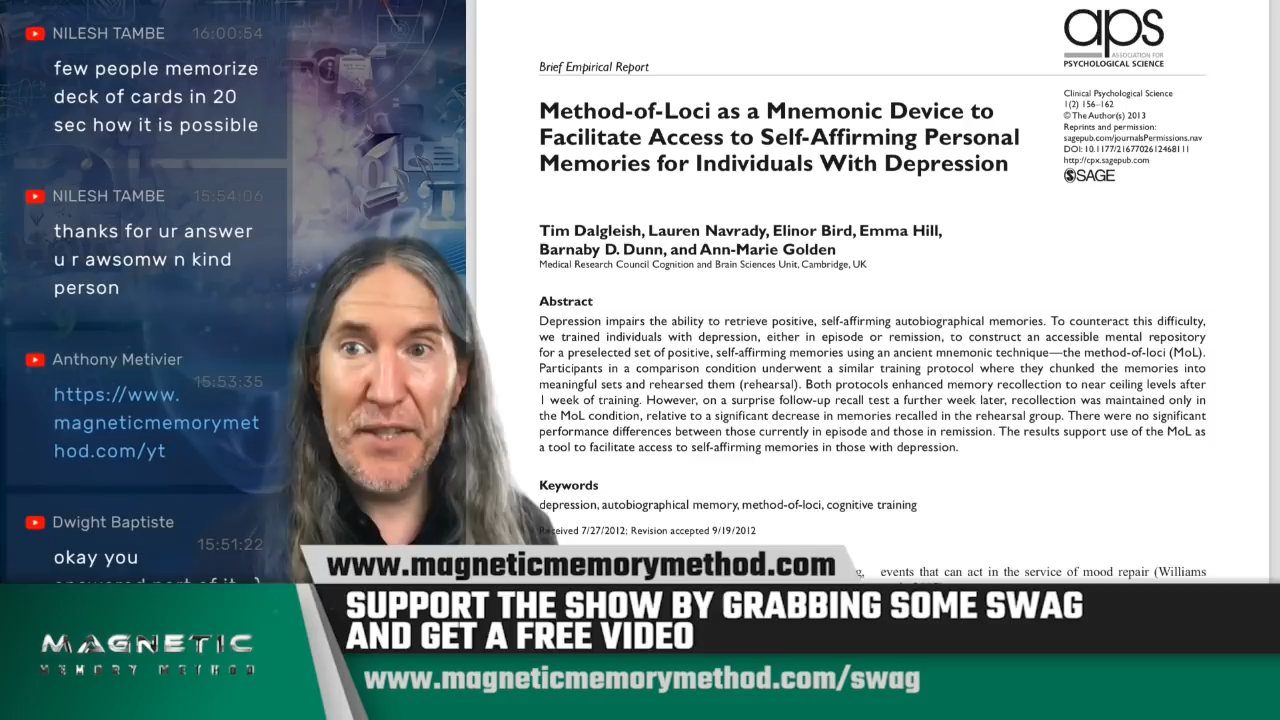 NILESH TAMBE 16:00:54
few people memorize
deck of cards in 20
sec how it is possible
NILESH TAMBE 15:54:06
thanks for ur answer
u r awsomw n kind
person
Anthony Metivier
15:53:35
https://www.
magneticmemorymet
hod.com/yt
Dwight Baptiste
15:51:22
okay you
aps
ASSOCIATION FOR
PSYCHOLOGICAL SCIENCE
Brief Empirical Report
Method-of-Loci as a Mnemonic Device to
Facilitate Access to Self-Affirming Personal
Memories for Individuals With Depression
Clinical Psychological Science
1(2) 156–162
© The Author(s) 2013
Reprints and permission:
sagepub.com/journalsPermissions.nav
DOI: 10.1177/2167702612468111
http://cpx.sagepub.com
SAGE
Tim Dalgleish, Lauren Navrady, Elinor Bird, Emma Hill,
Barnaby D. Dunn, and Ann-Marie Golden
Medical Research Council Cognition and Brain Sciences Unit, Cambridge, UK
Abstract
Depression impairs the ability to retrieve positive, self-affirming autobiographical memories. To counteract this difficulty,
we trained individuals with depression, either in episode or remission, to construct an accessible mental repository
for a preselected set of positive, self-affirming memories using an ancient mnemonic technique—the method-of-loci (MoL).
Participants in a comparison condition underwent a similar training protocol where they chunked the memories into
meaningful sets and rehearsed them (rehearsal). Both protocols enhanced memory recollection to near ceiling levels after
1 week of training. However, on a surprise follow-up recall test a further week later, recollection was maintained only in
the MoL condition, relative to a significant decrease in memories recalled in the rehearsal group. There were no significant
performance differences between those currently in episode and those in remission. The results support use of the MoL as
a tool to facilitate access to self-affirming memories in those with depression.
Keywords
depression, autobiographical memory, method-of-loci, cognitive training
Received 7/27/2012; Revision accepted 9/19/2012
events that can act in the service of mood repair (Williams
www.magneticmemorymethod.com
SUPPORT THE SHOW BY GRABBING SOME SWAG
AND GET A FREE VIDEO
www.magneticmemorymethod.com/swag
MAGNETIC
MEMORY METHOD